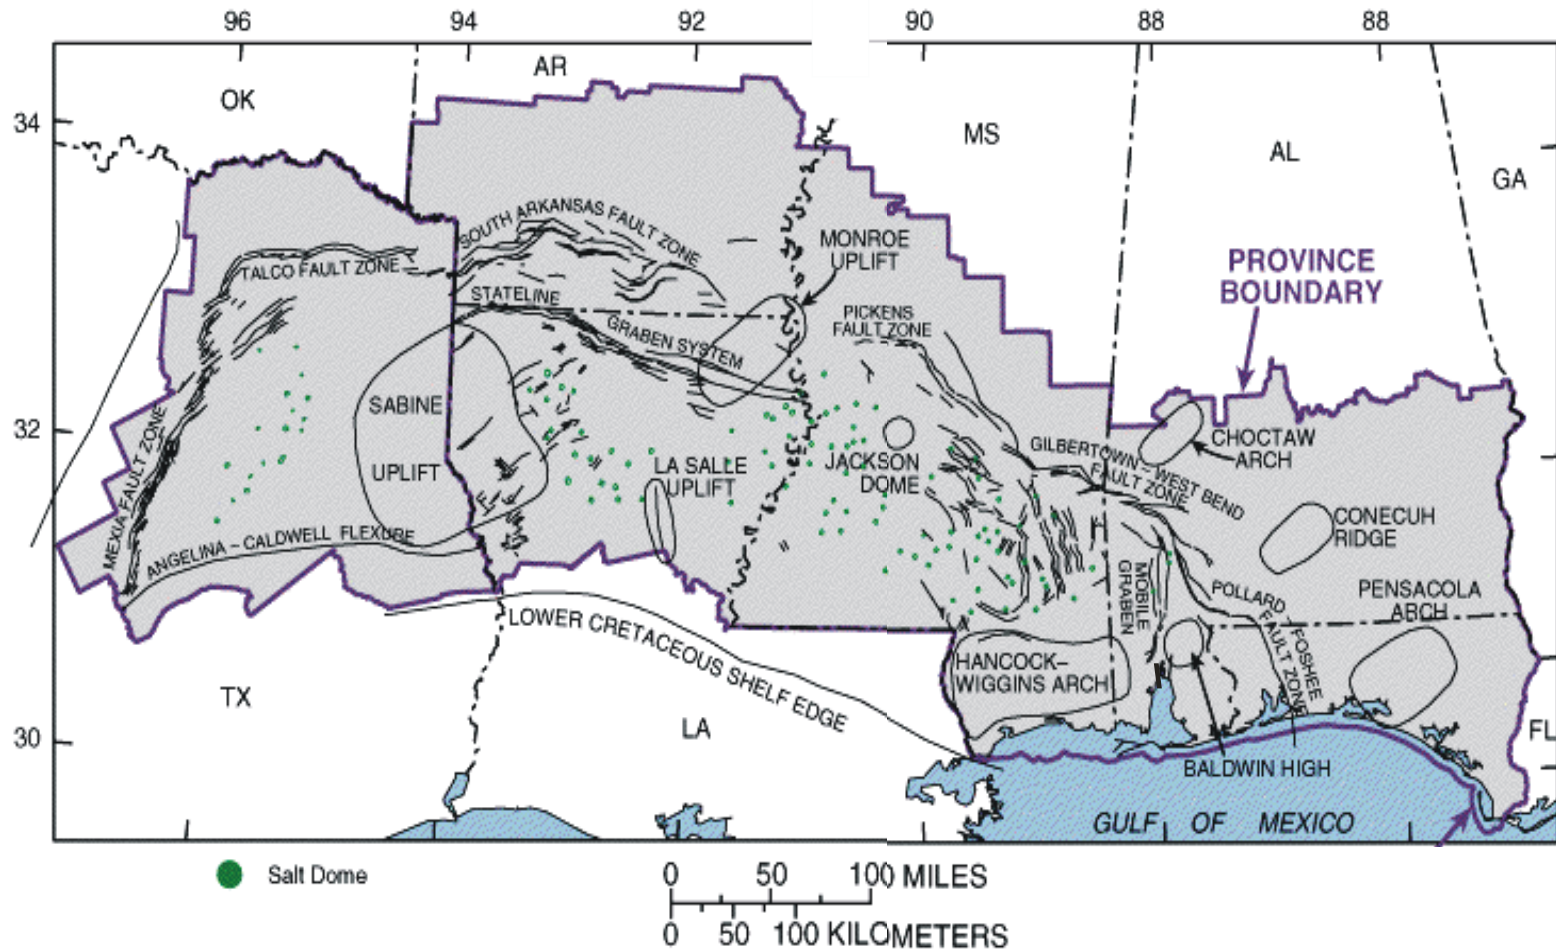 96 94 92 90 88 88
AR
OK
34
MS
AL
GA
SOUTH ARKANSAS FAULT ZONE
MONROE
UPLIFT
TALCO FAULT ZONE
PROVINCE
BOUNDARY
STATELINE
GRABEN SYSTEM
PICKENS
FAULT ZONE
SABINE
UPLIFT
32
MEXIA FAULT ZONE
CHOCTAW
ARCH
GILBERTOWN – WEST BEND
FAULT ZONE
LA SALLE
UPLIFT
JACKSON
DOME
CONECUH
RIDGE
ANGELINA – CALDWELL FLEXURE
MOBILE
GRABEN
POLLARD
FOSHEE
FAULT ZONE
PENSACOLA
ARCH
LOWER CRETACEOUS SHELF EDGE
HANCOCK–
WIGGINS ARCH
TX
LA
30
FL
BALDWIN HIGH
GULF OF MEXICO
Salt Dome
0 50 100 MILES
0 50 100 KILOMETERS